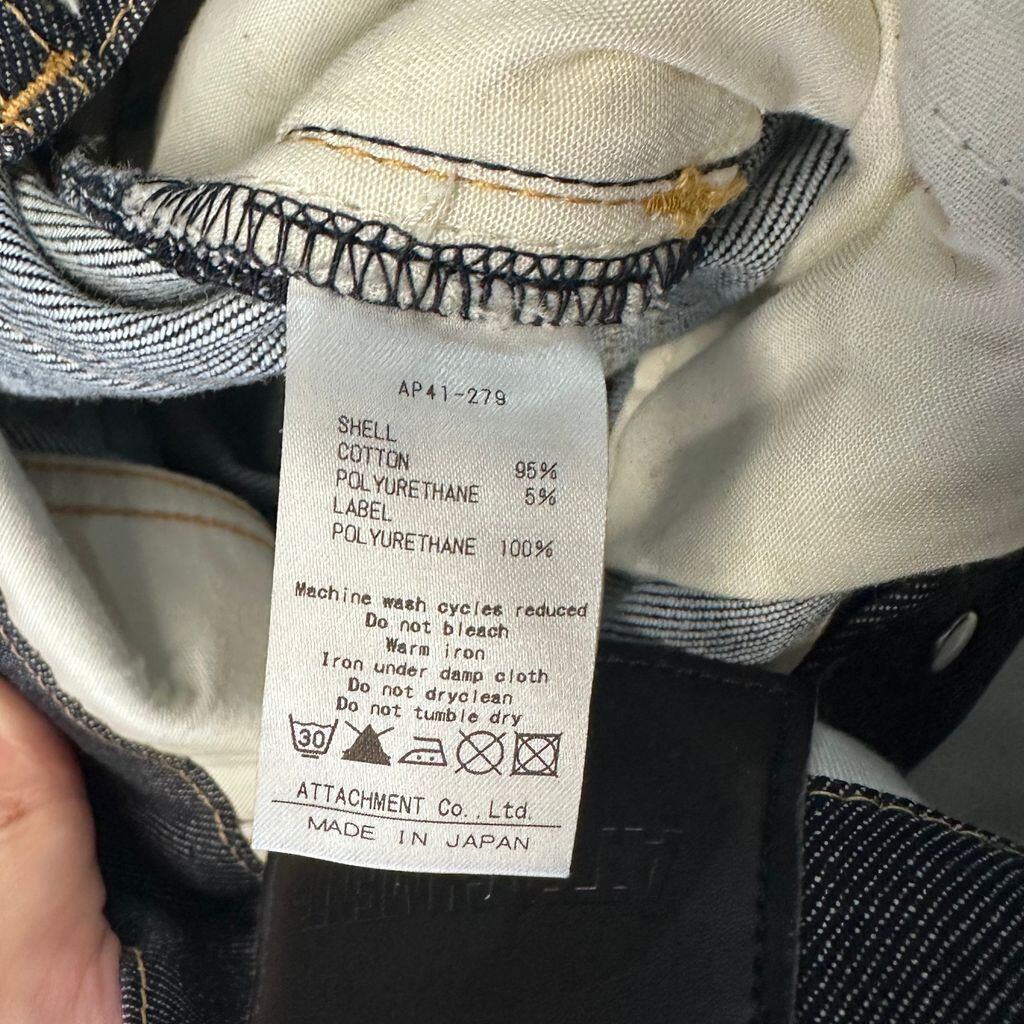 AP41-279
SHELL
COTTON 95%
POLYURETHANE 5%
LABEL
POLYURETHANE 100%
Machine wash cycles reduced
Do not bleach
Warm iron
Iron under damp cloth
Do not dryclean
Do not tumble dry
30
ATTACHMENT Co.,Ltd.
MADE IN JAPAN